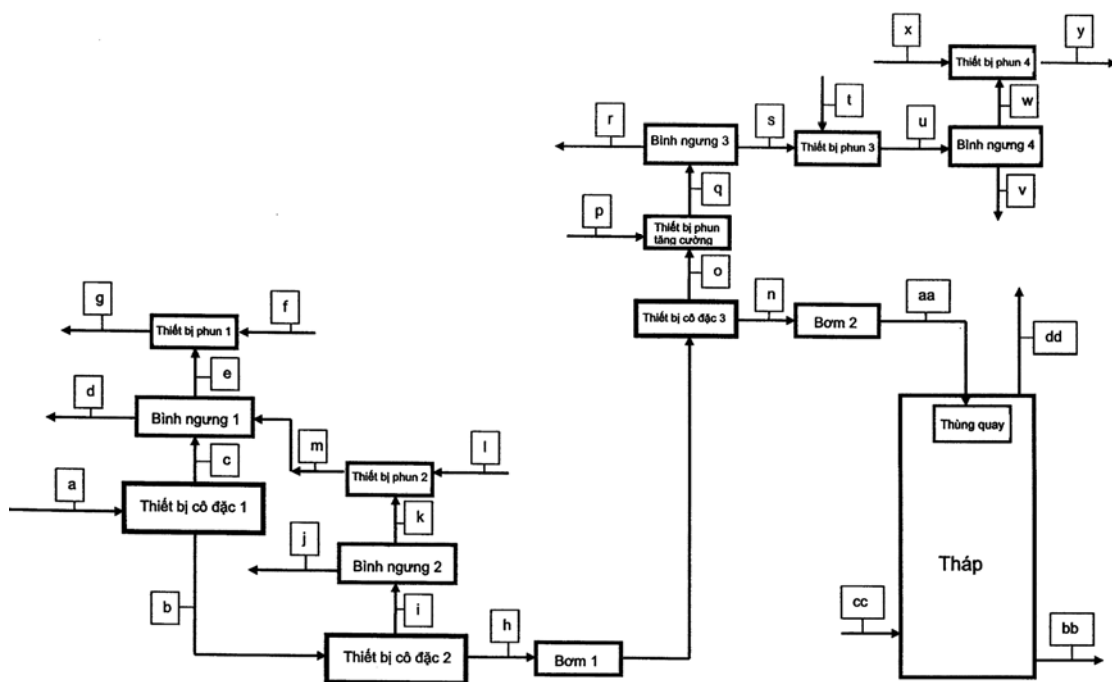 x
y
Thiết bị phun 4
t
w
r
s
u
Bình ngưng 3
Thiết bị phun 3
Bình ngưng 4
q
v
p
Thiết bị phun
tăng cường
o
n
aa
g
f
Thiết bị phun 1
Thiết bị cô đặc 3
Bơm 2
dd
e
d
Bình ngưng 1
Thùng quay
m
l
c
a
Thiết bị phun 2
Thiết bị cô đặc 1
k
j
Bình ngưng 2
Tháp
b
i
h
cc
bb
Thiết bị cô đặc 2
Bơm 1